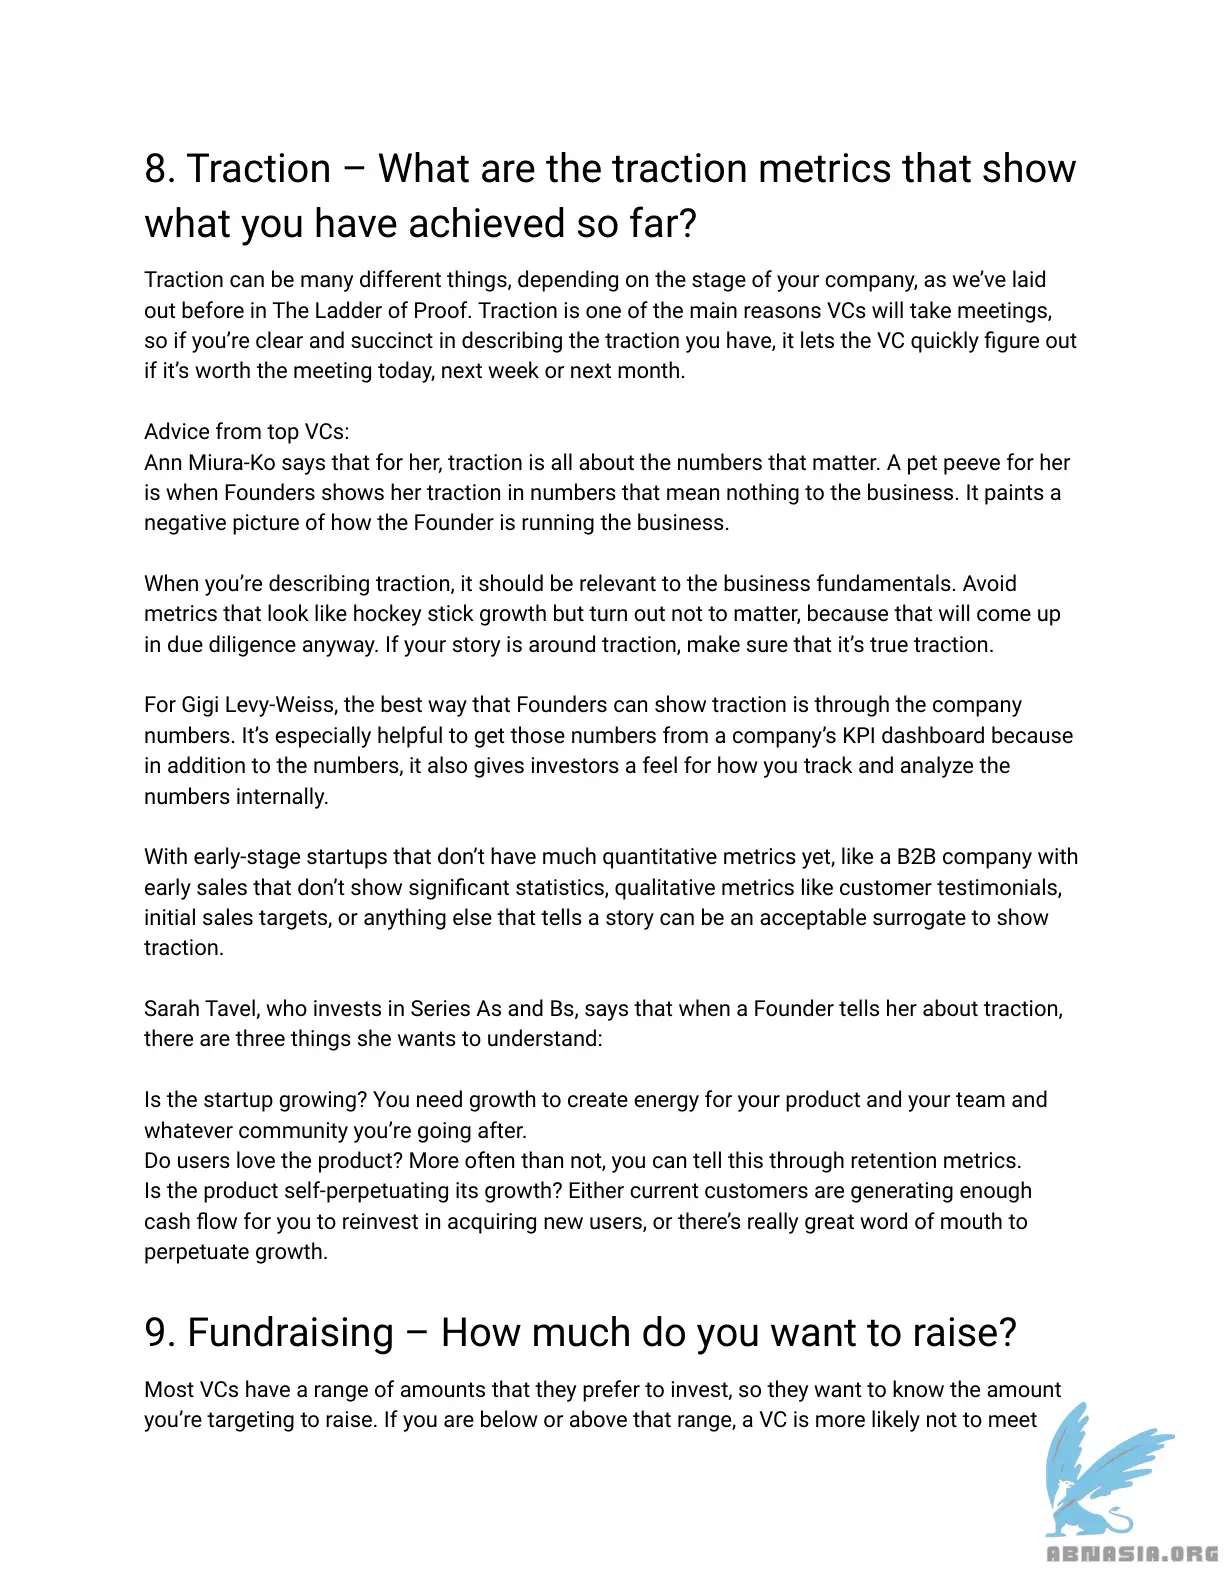 8. Traction – What are the traction metrics that show
what you have achieved so far?
Traction can be many different things, depending on the stage of your company, as we’ve laid
out before in The Ladder of Proof. Traction is one of the main reasons VCs will take meetings,
so if you’re clear and succinct in describing the traction you have, it lets the VC quickly figure out
if it’s worth the meeting today, next week or next month.
Advice from top VCs:
Ann Miura-Ko says that for her, traction is all about the numbers that matter. A pet peeve for her
is when Founders shows her traction in numbers that mean nothing to the business. It paints a
negative picture of how the Founder is running the business.
When you’re describing traction, it should be relevant to the business fundamentals. Avoid
metrics that look like hockey stick growth but turn out not to matter, because that will come up
in due diligence anyway. If your story is around traction, make sure that it’s true traction.
For Gigi Levy-Weiss, the best way that Founders can show traction is through the company
numbers. It’s especially helpful to get those numbers from a company’s KPI dashboard because
in addition to the numbers, it also gives investors a feel for how you track and analyze the
numbers internally.
With early-stage startups that don’t have much quantitative metrics yet, like a B2B company with
early sales that don’t show significant statistics, qualitative metrics like customer testimonials,
initial sales targets, or anything else that tells a story can be an acceptable surrogate to show
traction.
Sarah Tavel, who invests in Series As and Bs, says that when a Founder tells her about traction,
there are three things she wants to understand:
Is the startup growing? You need growth to create energy for your product and your team and
whatever community you’re going after.
Do users love the product? More often than not, you can tell this through retention metrics.
Is the product self-perpetuating its growth? Either current customers are generating enough
cash flow for you to reinvest in acquiring new users, or there’s really great word of mouth to
perpetuate growth.
9. Fundraising – How much do you want to raise?
Most VCs have a range of amounts that they prefer to invest, so they want to know the amount
you’re targeting to raise. If you are below or above that range, a VC is more likely not to meet
ABNASIA.ORG